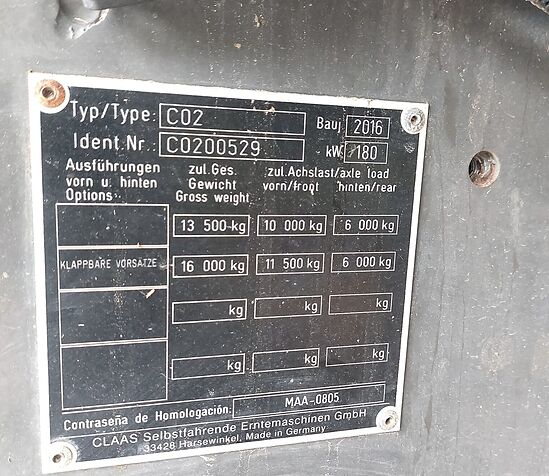 Typ/Type: C02 Bauj. 2016
Ident.Nr.: C0200529 kW 180
Ausführungen zul. Ges. zul. Achslast/axle load
vorn u. hinten Gewicht vorn/front hinten/rear
Options Gross weight
13 500 kg 10 000 kg 6 000 kg
KLAPPBARE VORSÄTZE 16 000 kg 11 500 kg 6 000 kg
kg kg kg
kg kg kg
Contraseña de Homologación: MAA-0805
CLAAS Selbstfahrende Erntemaschinen GmbH
33428 Harsewinkel, Made in Germany